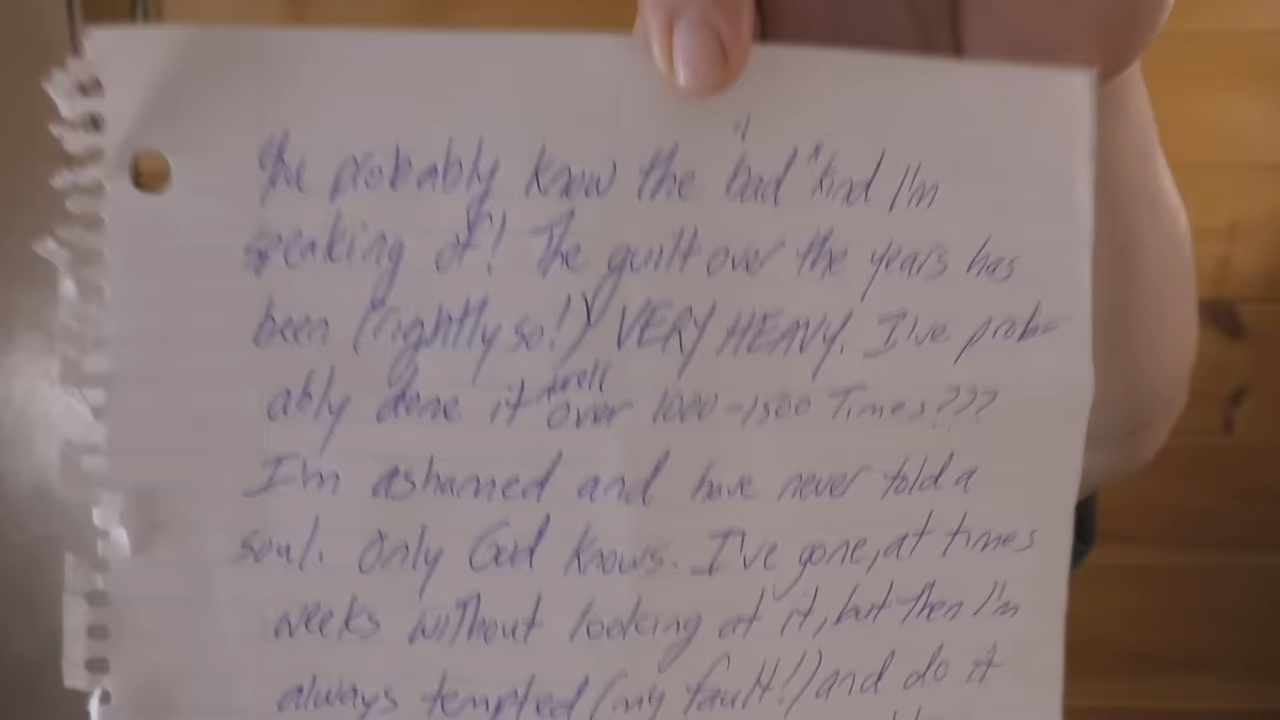 You probably know the "bad" kind I'm
speaking of! The guilt over the years has
been (rightly so!) VERY HEAVY. I've prob-
ably done it well over 1000-1500 Times???
I'm ashamed and have never told a
soul. Only God knows. I've gone, at times
weeks without looking at it, but then I'm
always tempted (my fault!) and do it